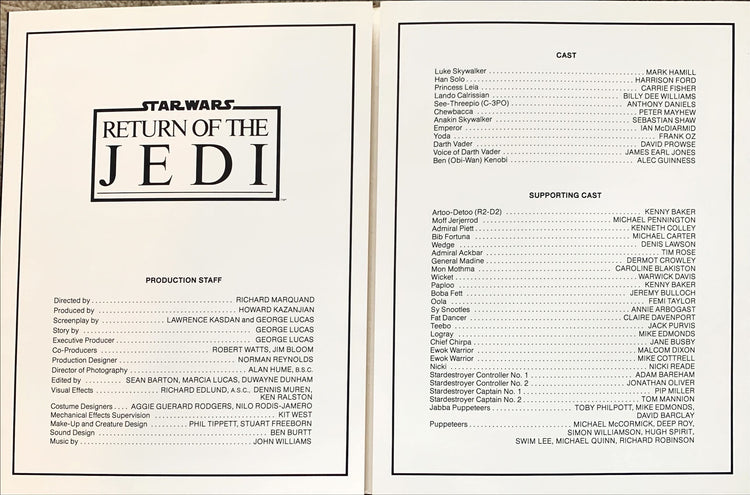 STAR WARS
RETURN OF THE
JEDI
PRODUCTION STAFF
Directed by RICHARD MARQUAND
Produced by HOWARD KAZANJIAN
Screenplay by LAWRENCE KASDAN and GEORGE LUCAS
Story by GEORGE LUCAS
Executive Producer GEORGE LUCAS
Co-Producers ROBERT WATTS, JIM BLOOM
Production Designer NORMAN REYNOLDS
Director of Photography ALAN HUME, B.S.C.
Edited by SEAN BARTON, MARCIA LUCAS, DUWAYNE DUNHAM
Visual Effects RICHARD EDLUND, A.S.C., DENNIS MUREN,
KEN RALSTON
Costume Designers AGGIE GUERARD RODGERS, NILO RODIS-JAMERO
Mechanical Effects Supervision KIT WEST
Make-Up and Creature Design PHIL TIPPETT, STUART FREEBORN
Sound Design BEN BURTT
Music by JOHN WILLIAMS
CAST
Luke Skywalker MARK HAMILL
Han Solo HARRISON FORD
Princess Leia CARRIE FISHER
Lando Calrissian BILLY DEE WILLIAMS
See-Threepio (C-3PO) ANTHONY DANIELS
Chewbacca PETER MAYHEW
Anakin Skywalker SEBASTIAN SHAW
Emperor IAN McDIARMID
Yoda FRANK OZ
Darth Vader DAVID PROWSE
Voice of Darth Vader JAMES EARL JONES
Ben (Obi-Wan) Kenobi ALEC GUINNESS
SUPPORTING CAST
Artoo-Detoo (R2-D2) KENNY BAKER
Moff Jerjerrod MICHAEL PENNINGTON
Admiral Piett KENNETH COLLEY
Bib Fortuna MICHAEL CARTER
Wedge DENIS LAWSON
Admiral Ackbar TIM ROSE
General Madine DERMOT CROWLEY
Mon Mothma CAROLINE BLAKISTON
Wicket WARWICK DAVIS
Paploo KENNY BAKER
Boba Fett JEREMY BULLOCH
Oola FEMI TAYLOR
Sy Snootles ANNIE ARBOGAST
Fat Dancer CLAIRE DAVENPORT
Teebo JACK PURVIS
Logray MIKE EDMONDS
Chief Chirpa JANE BUSBY
Ewok Warrior MALCOM DIXON
Ewok Warrior MIKE COTTRELL
Nicki NICKI READE
Stardestroyer Controller No. 1 ADAM BAREHAM
Stardestroyer Controller No. 2 JONATHAN OLIVER
Stardestroyer Captain No. 1 PIP MILLER
Stardestroyer Captain No. 2 TOM MANNION
Jabba Puppeteers TOBY PHILPOTT, MIKE EDMONDS,
DAVID BARCLAY
Puppeteers MICHAEL McCORMICK, DEEP ROY,
SIMON WILLIAMSON, HUGH SPIRIT,
SWIM LEE, MICHAEL QUINN, RICHARD ROBINSON